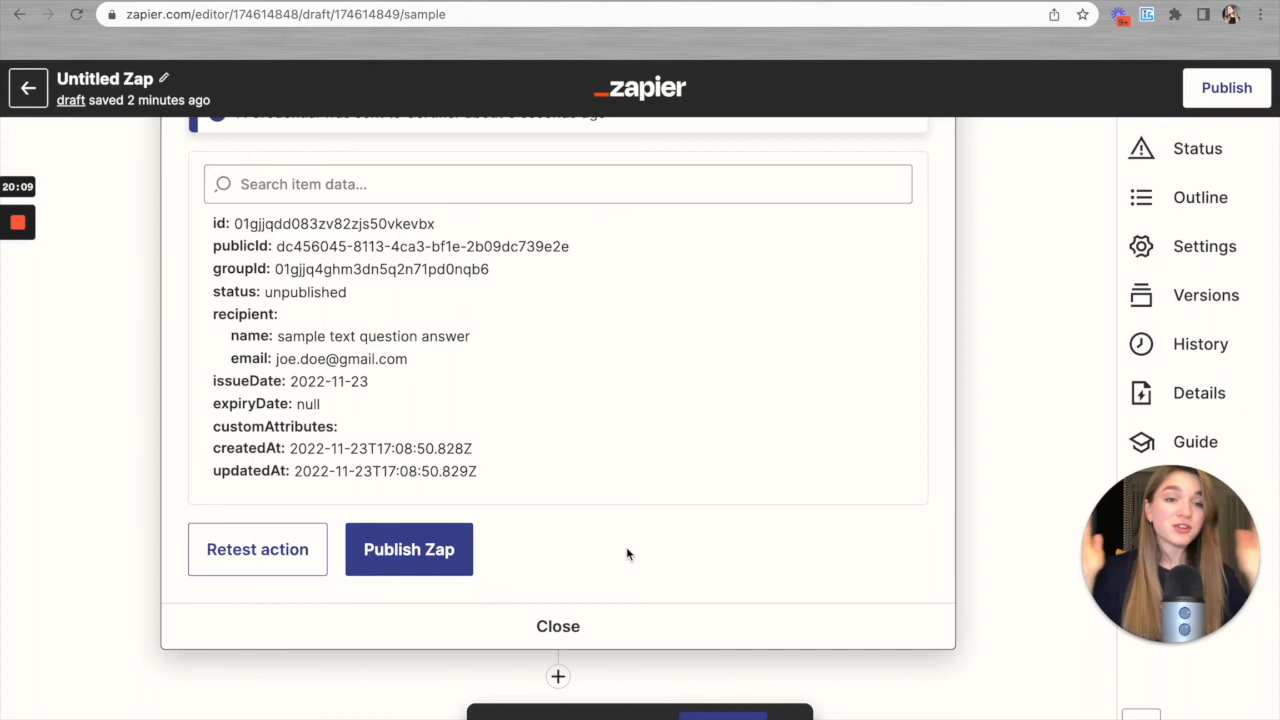 zapier.com/editor/174614848/draft/174614849/sample
9+
Untitled Zap
draft saved 2 minutes ago
_zapier
Publish
20:09
Search item data...
id: 01gjjqdd083zv82zjs50vkevbx
publicId: dc456045-8113-4ca3-bf1e-2b09dc739e2e
groupId: 01gjjq4ghm3dn5q2n71pd0nqb6
status: unpublished
recipient:
name: sample text question answer
email: joe.doe@gmail.com
issueDate: 2022-11-23
expiryDate: null
customAttributes:
createdAt: 2022-11-23T17:08:50.828Z
updatedAt: 2022-11-23T17:08:50.829Z
Retest action
Publish Zap
Close
Status
Outline
Settings
Versions
History
Details
Guide